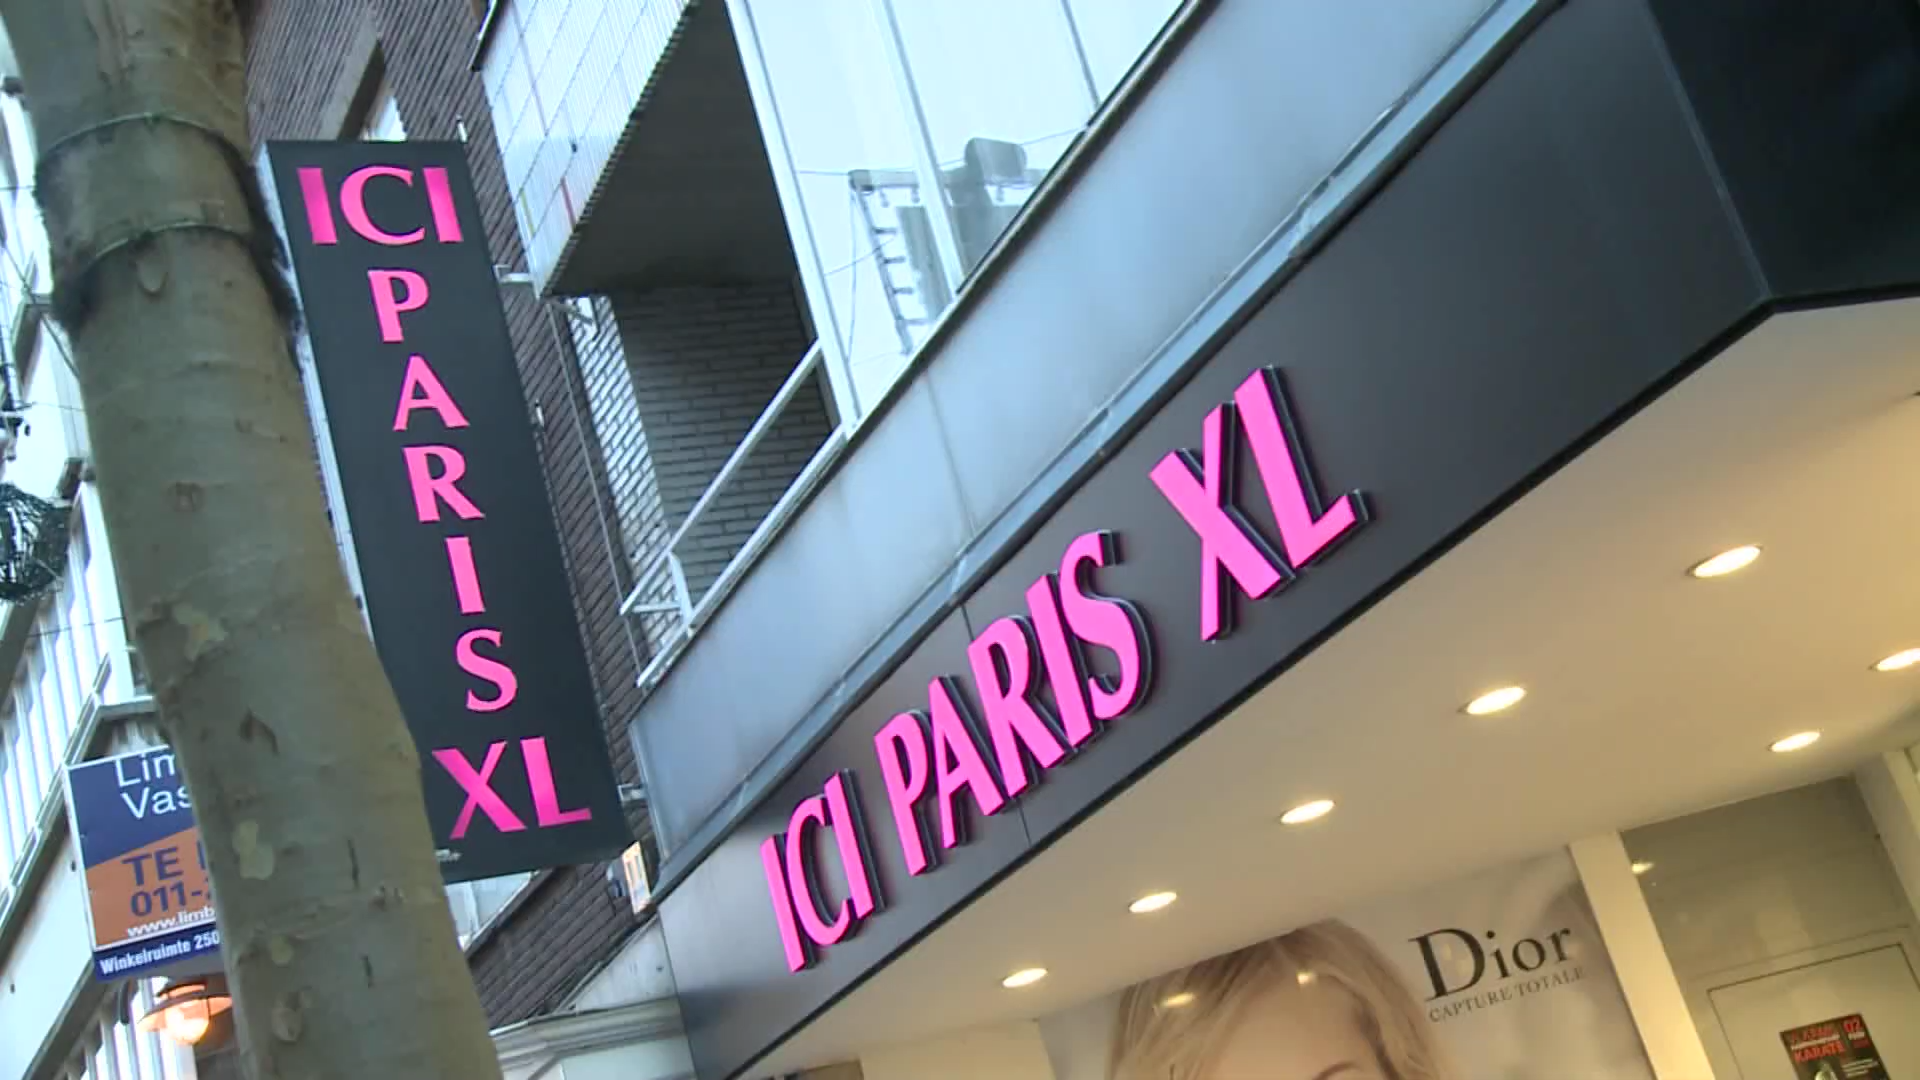 ICI
PARIS
XL
ICI PARIS XL
Lim
Vas
TE
011-
www.limb
Winkelruimte 250
Dior
CAPTURE TOTALE
KARATE